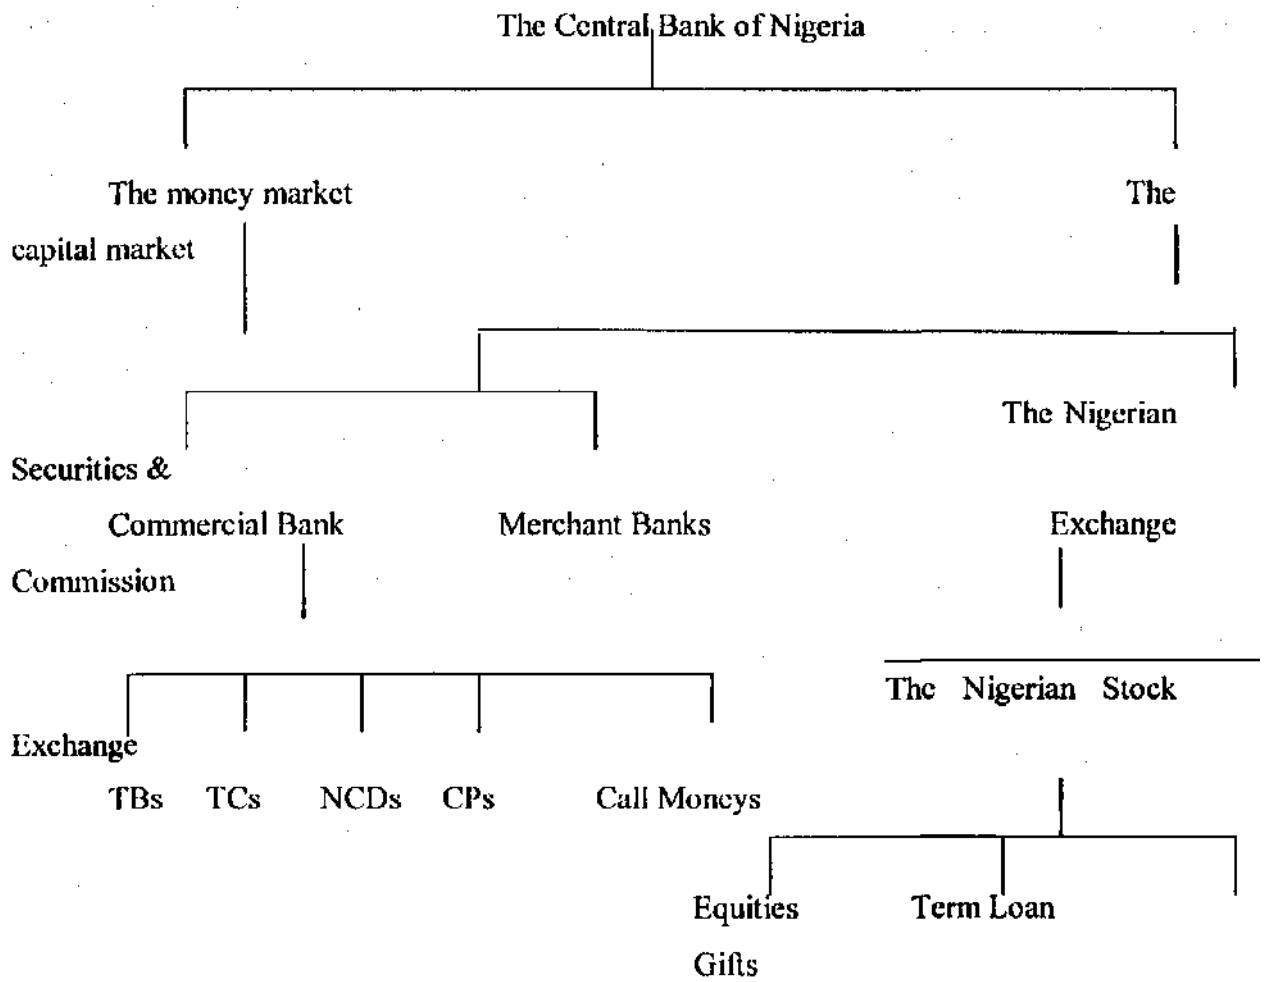 The Central Bank of Nigeria
The money market The
capital market
The Nigerian
Securities &
Commercial Bank Merchant Banks Exchange
Commission
The Nigerian Stock
Exchange
TBs TCs NCDs CPs Call Moneys
Equities Term Loan
Gifts